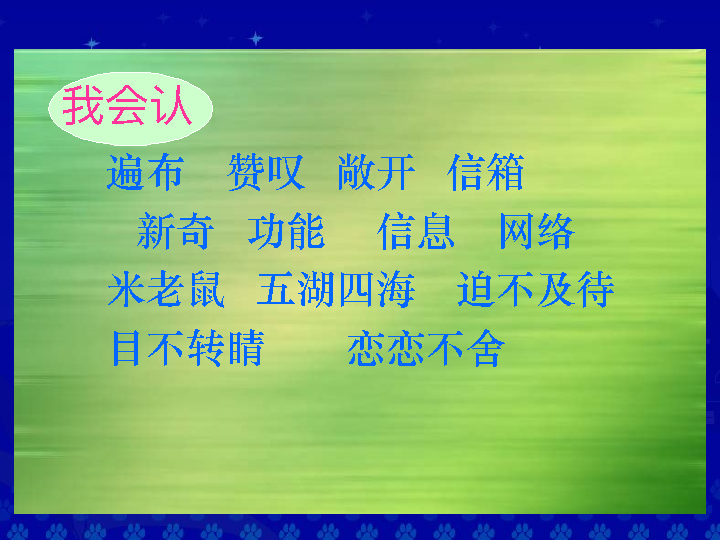 我会认
遍布 赞叹 敞开 信箱
新奇 功能 信息 网络
米老鼠 五湖四海 迫不及待
目不转睛 恋恋不舍